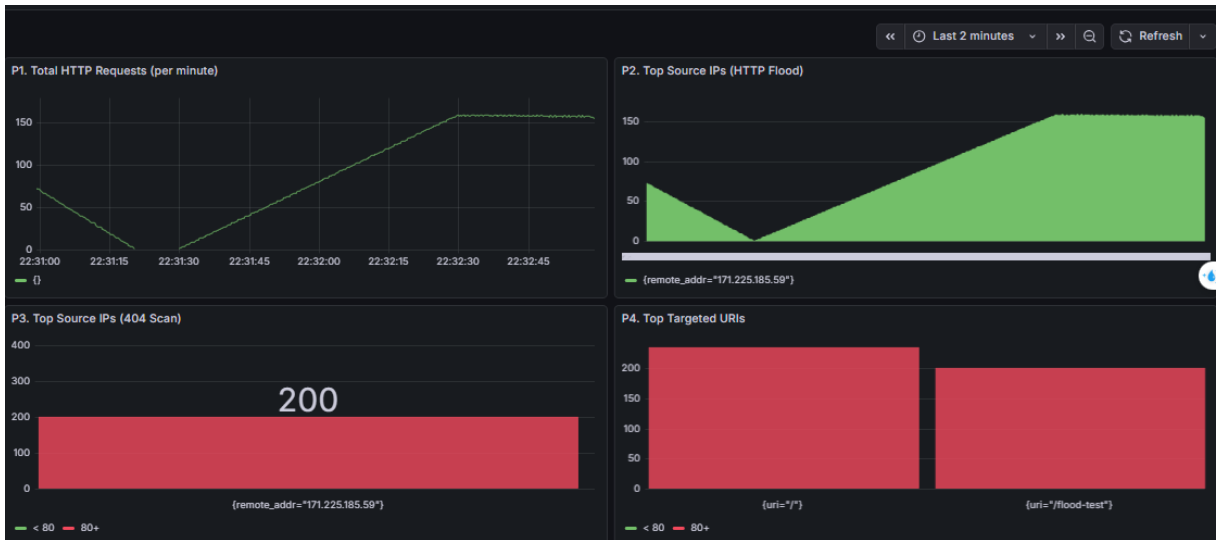 Last 2 minutes Refresh
P1. Total HTTP Requests (per minute)
150
100
50
0
22:31:00 22:31:15 22:31:30 22:31:45 22:32:00 22:32:15 22:32:30 22:32:45
{}
P2. Top Source IPs (HTTP Flood)
150
100
50
0
{remote_addr="171.225.185.59"}
P3. Top Source IPs (404 Scan)
400
300
200
100
0
200
{remote_addr="171.225.185.59"}
< 80 80+
P4. Top Targeted URIs
200
150
100
50
0
{uri="/"} {uri="/flood-test"}
< 80 80+